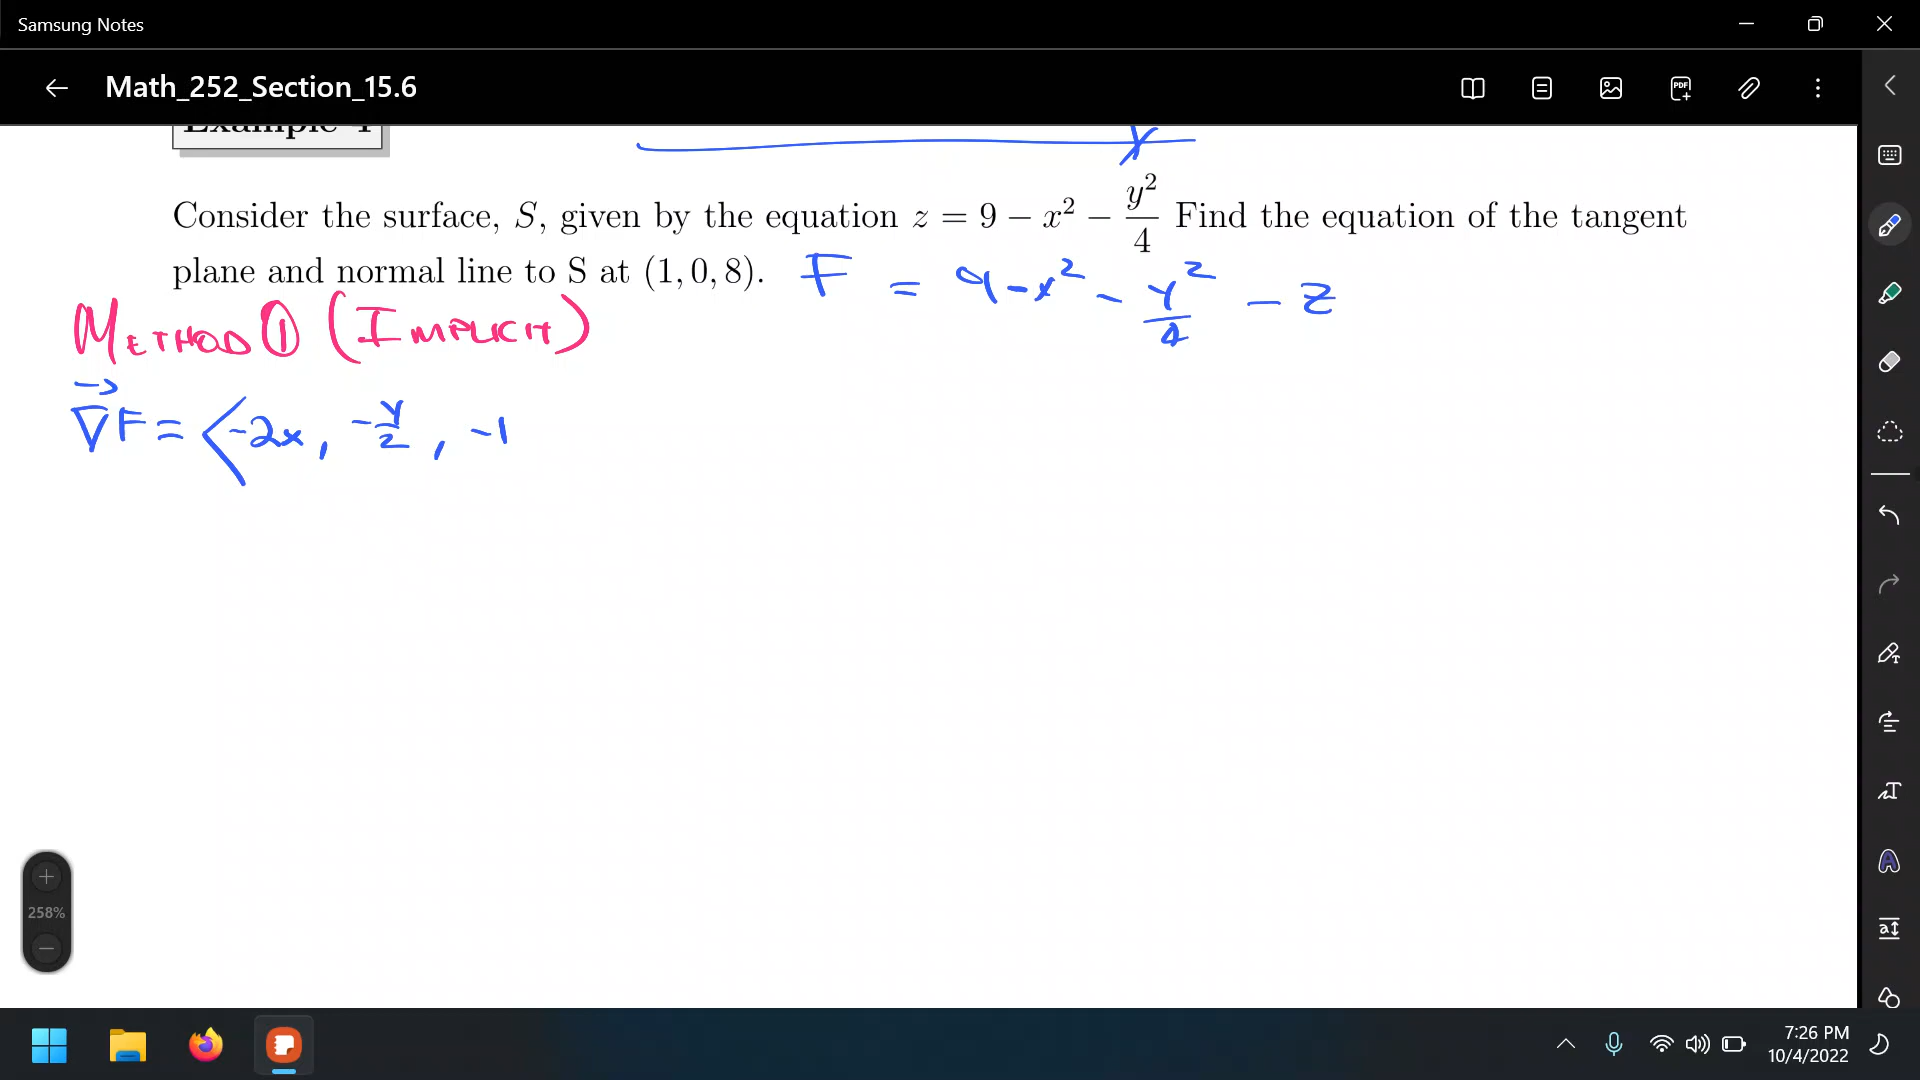 Samsung Notes
Math_252_Section_15.6
Example 4
Consider the surface, S, given by the equation z = 9 − x² − y²/4 Find the equation of the tangent
plane and normal line to S at (1, 0, 8). F = 9 - x² - y²/4 - z
METHOD ① (IMPLICIT)
∇F = < -2x, -y/2, -1
258%
7:26 PM
10/4/2022